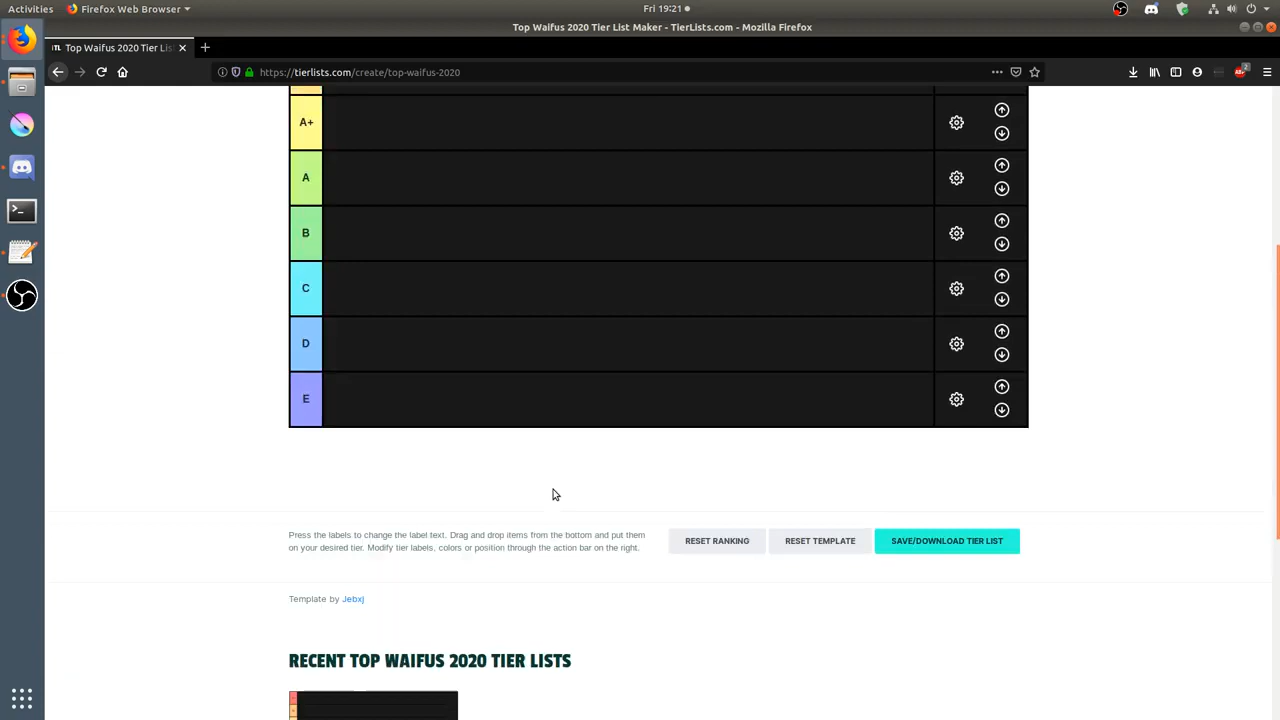 Activities
Firefox Web Browser
Fri 19:21
Top Waifus 2020 Tier List Maker - TierLists.com - Mozilla Firefox
TL Top Waifus 2020 Tier Lis
https://tierlists.com/create/top-waifus-2020
2
A+
A
B
C
D
E
Press the labels to change the label text. Drag and drop items from the bottom and put them
on your desired tier. Modify tier labels, colors or position through the action bar on the right.
RESET RANKING
RESET TEMPLATE
SAVE/DOWNLOAD TIER LIST
Template by Jebxj
RECENT TOP WAIFUS 2020 TIER LISTS